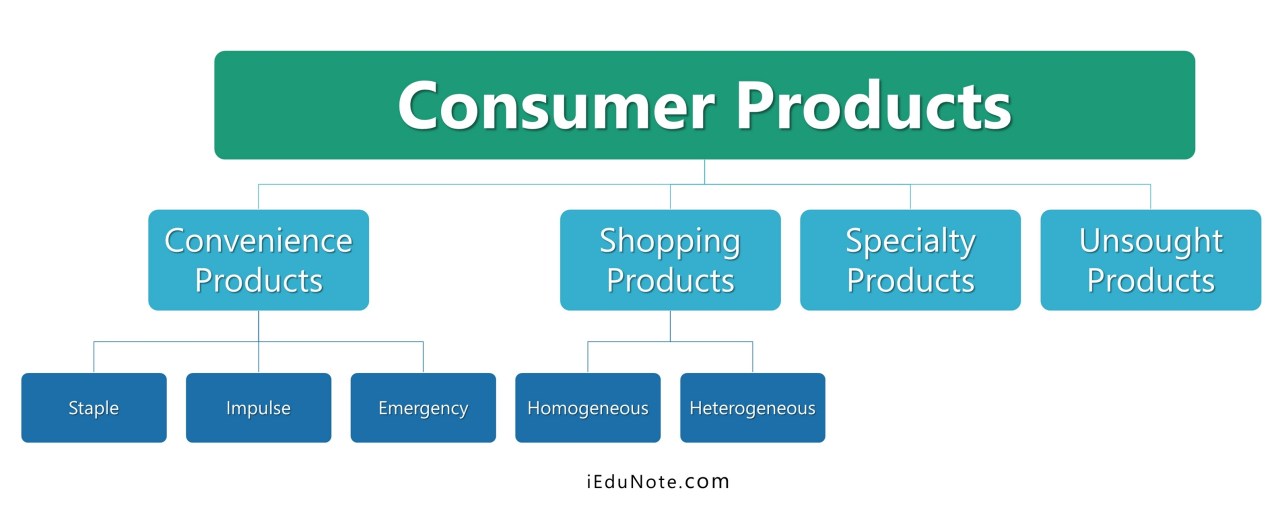 Consumer Products
Convenience
Products
Shopping
Products
Specialty
Products
Unsought
Products
Staple
Impulse
Emergency
Homogeneous
Heterogeneous
iEduNote.com